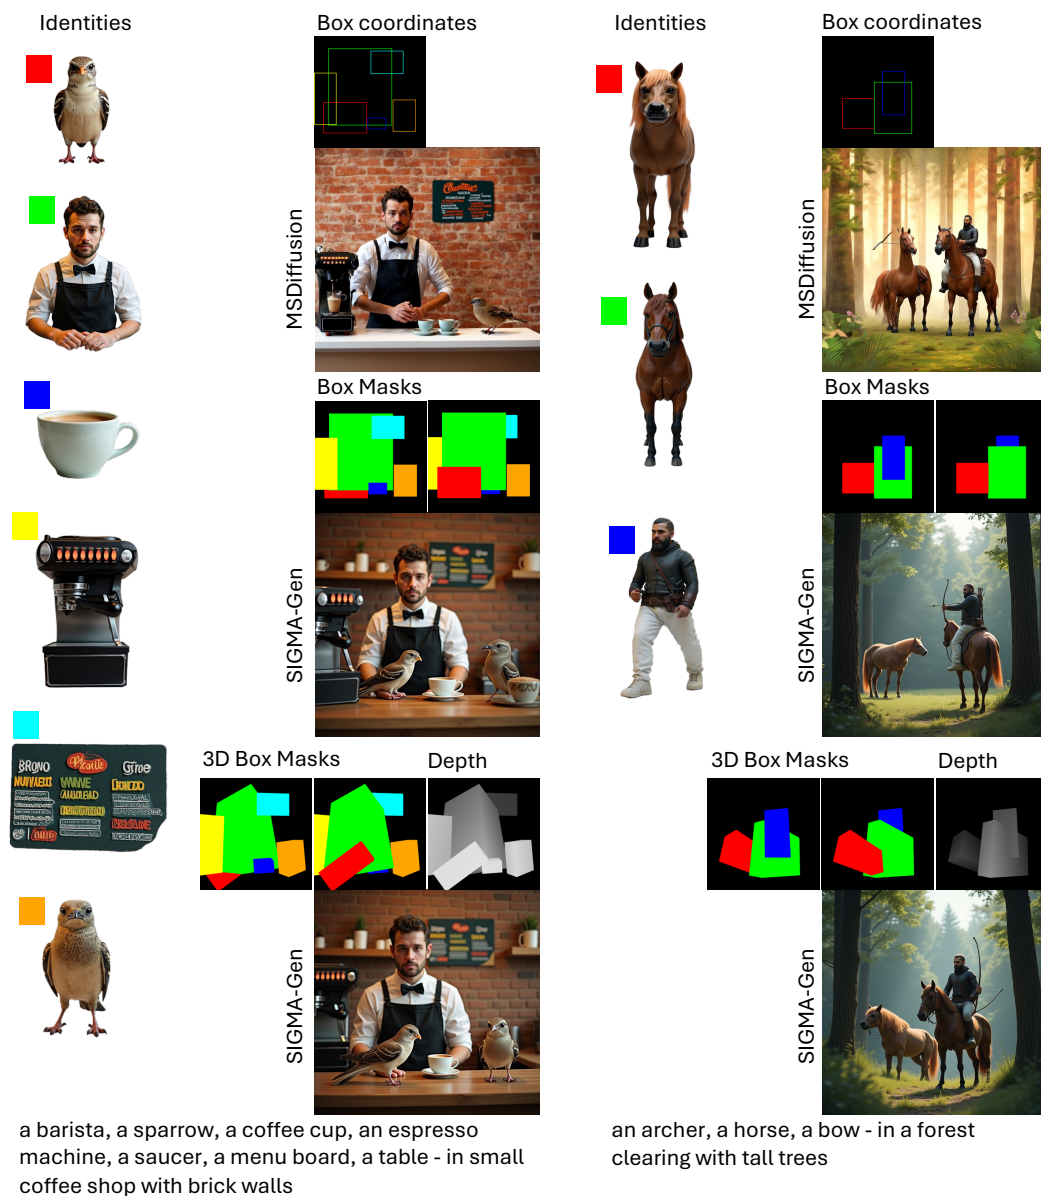 Identities
Box coordinates
MSDiffusion
Box Masks
SIGMA-Gen
3D Box Masks
Depth
SIGMA-Gen
a barista, a sparrow, a coffee cup, an espresso
machine, a saucer, a menu board, a table - in small
coffee shop with brick walls
Identities
Box coordinates
MSDiffusion
Box Masks
SIGMA-Gen
3D Box Masks
Depth
SIGMA-Gen
an archer, a horse, a bow - in a forest
clearing with tall trees